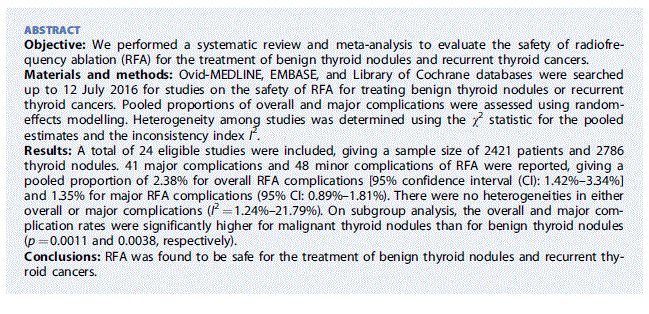 ABSTRACT
Objective: We performed a systematic review and meta-analysis to evaluate the safety of radiofre-
quency ablation (RFA) for the treatment of benign thyroid nodules and recurrent thyroid cancers.
Materials and methods: Ovid-MEDLINE, EMBASE, and Library of Cochrane databases were searched
up to 12 July 2016 for studies on the safety of RFA for treating benign thyroid nodules or recurrent
thyroid cancers. Pooled proportions of overall and major complications were assessed using random-
effects modelling. Heterogeneity among studies was determined using the χ² statistic for the pooled
estimates and the inconsistency index I².
Results: A total of 24 eligible studies were included, giving a sample size of 2421 patients and 2786
thyroid nodules. 41 major complications and 48 minor complications of RFA were reported, giving a
pooled proportion of 2.38% for overall RFA complications [95% confidence interval (CI): 1.42%–3.34%]
and 1.35% for major RFA complications (95% CI: 0.89%–1.81%). There were no heterogeneities in either
overall or major complications (I² = 1.24%–21.79%). On subgroup analysis, the overall and major com-
plication rates were significantly higher for malignant thyroid nodules than for benign thyroid nodules
(p = 0.0011 and 0.0038, respectively).
Conclusions: RFA was found to be safe for the treatment of benign thyroid nodules and recurrent thy-
roid cancers.